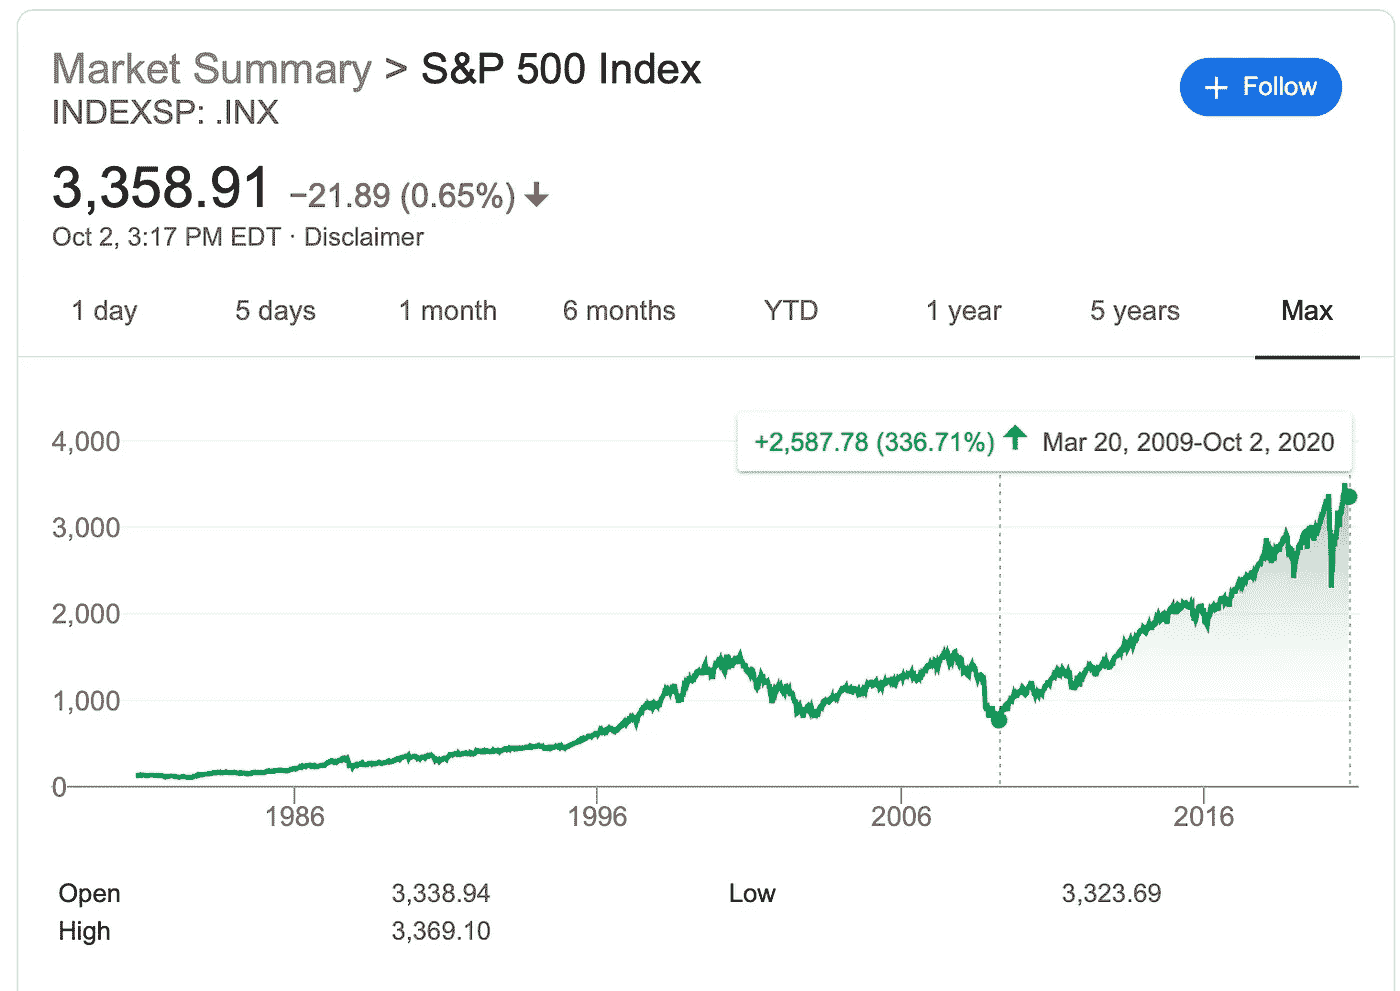 Market Summary > S&P 500 Index
INDEXSP: .INX
+ Follow
3,358.91 −21.89 (0.65%) ↓
Oct 2, 3:17 PM EDT · Disclaimer
1 day 5 days 1 month 6 months YTD 1 year 5 years Max
+2,587.78 (336.71%) ↑ Mar 20, 2009-Oct 2, 2020
4,000
3,000
2,000
1,000
0
1986 1996 2006 2016
Open 3,338.94 Low 3,323.69
High 3,369.10